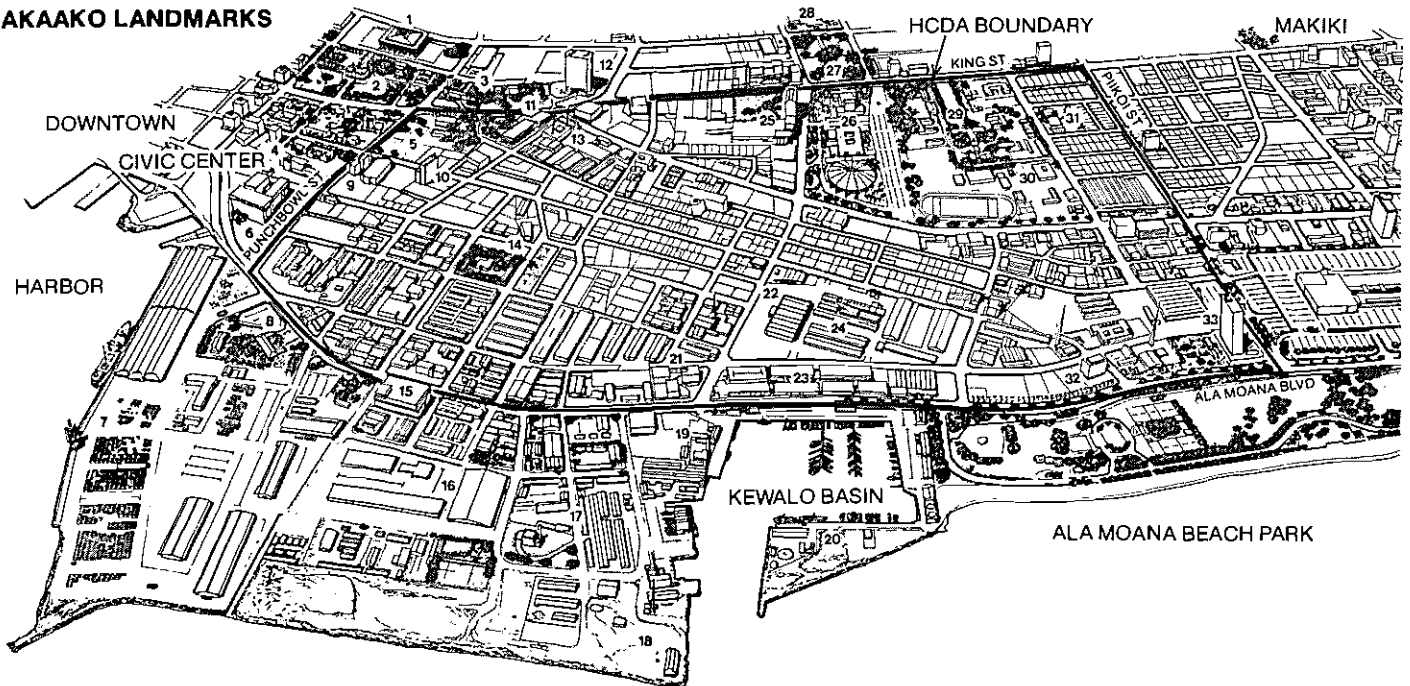 AKAAKO LANDMARKS
1
28
HCDA BOUNDARY
MAKIKI
12
3
27
KING ST
2
11
PIIKOI ST
25
26
29
31
DOWNTOWN
4
5
13
CIVIC CENTER
9
10
30
6
PUNCHBOWL ST
14
HARBOR
22
8
24
33
21
23
32
15
ALA MOANA BLVD
7
19
16
KEWALO BASIN
17
ALA MOANA BEACH PARK
20
18